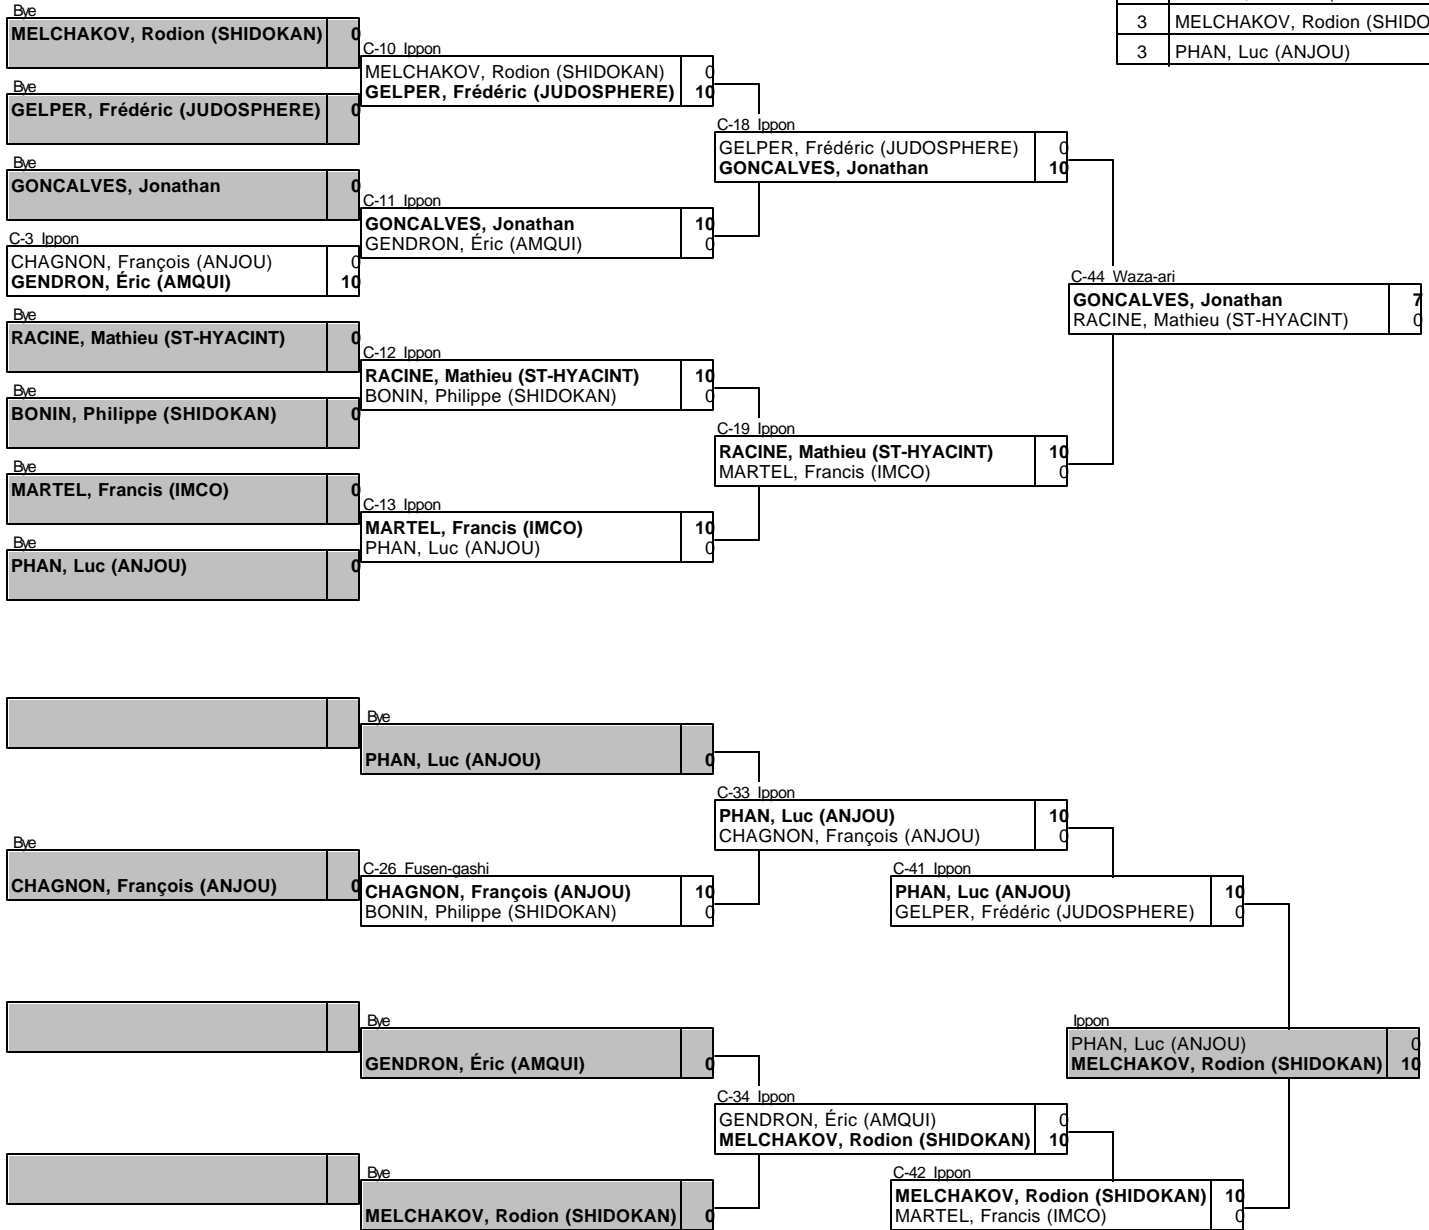 3 MELCHAKOV, Rodion (SHIDO
3 PHAN, Luc (ANJOU)
Bye
MELCHAKOV, Rodion (SHIDOKAN) 0
Bye
GELPER, Frédéric (JUDOSPHERE) 0
Bye
GONCALVES, Jonathan 0
C-3 Ippon
CHAGNON, François (ANJOU) 0
GENDRON, Éric (AMQUI) 10
Bye
RACINE, Mathieu (ST-HYACINT) 0
Bye
BONIN, Philippe (SHIDOKAN) 0
Bye
MARTEL, Francis (IMCO) 0
Bye
PHAN, Luc (ANJOU) 0
C-10 Ippon
MELCHAKOV, Rodion (SHIDOKAN) 0
GELPER, Frédéric (JUDOSPHERE) 10
C-11 Ippon
GONCALVES, Jonathan 10
GENDRON, Éric (AMQUI) 0
C-12 Ippon
RACINE, Mathieu (ST-HYACINT) 10
BONIN, Philippe (SHIDOKAN) 0
C-13 Ippon
MARTEL, Francis (IMCO) 10
PHAN, Luc (ANJOU) 0
C-18 Ippon
GELPER, Frédéric (JUDOSPHERE) 0
GONCALVES, Jonathan 10
C-19 Ippon
RACINE, Mathieu (ST-HYACINT) 10
MARTEL, Francis (IMCO) 0
C-44 Waza-ari
GONCALVES, Jonathan 7
RACINE, Mathieu (ST-HYACINT) 0
Bye
CHAGNON, François (ANJOU) 0
Bye
PHAN, Luc (ANJOU) 0
C-26 Fusen-gashi
CHAGNON, François (ANJOU) 10
BONIN, Philippe (SHIDOKAN) 0
Bye
GENDRON, Éric (AMQUI) 0
Bye
MELCHAKOV, Rodion (SHIDOKAN) 0
C-33 Ippon
PHAN, Luc (ANJOU) 10
CHAGNON, François (ANJOU) 0
C-34 Ippon
GENDRON, Éric (AMQUI) 0
MELCHAKOV, Rodion (SHIDOKAN) 10
C-41 Ippon
PHAN, Luc (ANJOU) 10
GELPER, Frédéric (JUDOSPHERE) 0
C-42 Ippon
MELCHAKOV, Rodion (SHIDOKAN) 10
MARTEL, Francis (IMCO) 0
Ippon
PHAN, Luc (ANJOU) 0
MELCHAKOV, Rodion (SHIDOKAN) 10